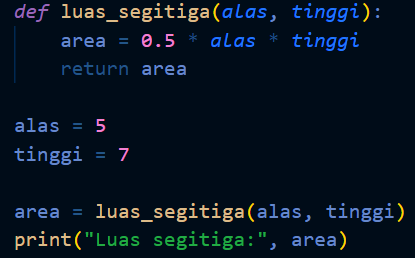 def luas_segitiga(alas, tinggi):
    area = 0.5 * alas * tinggi
    return area

alas = 5
tinggi = 7

area = luas_segitiga(alas, tinggi)
print("Luas segitiga:", area)